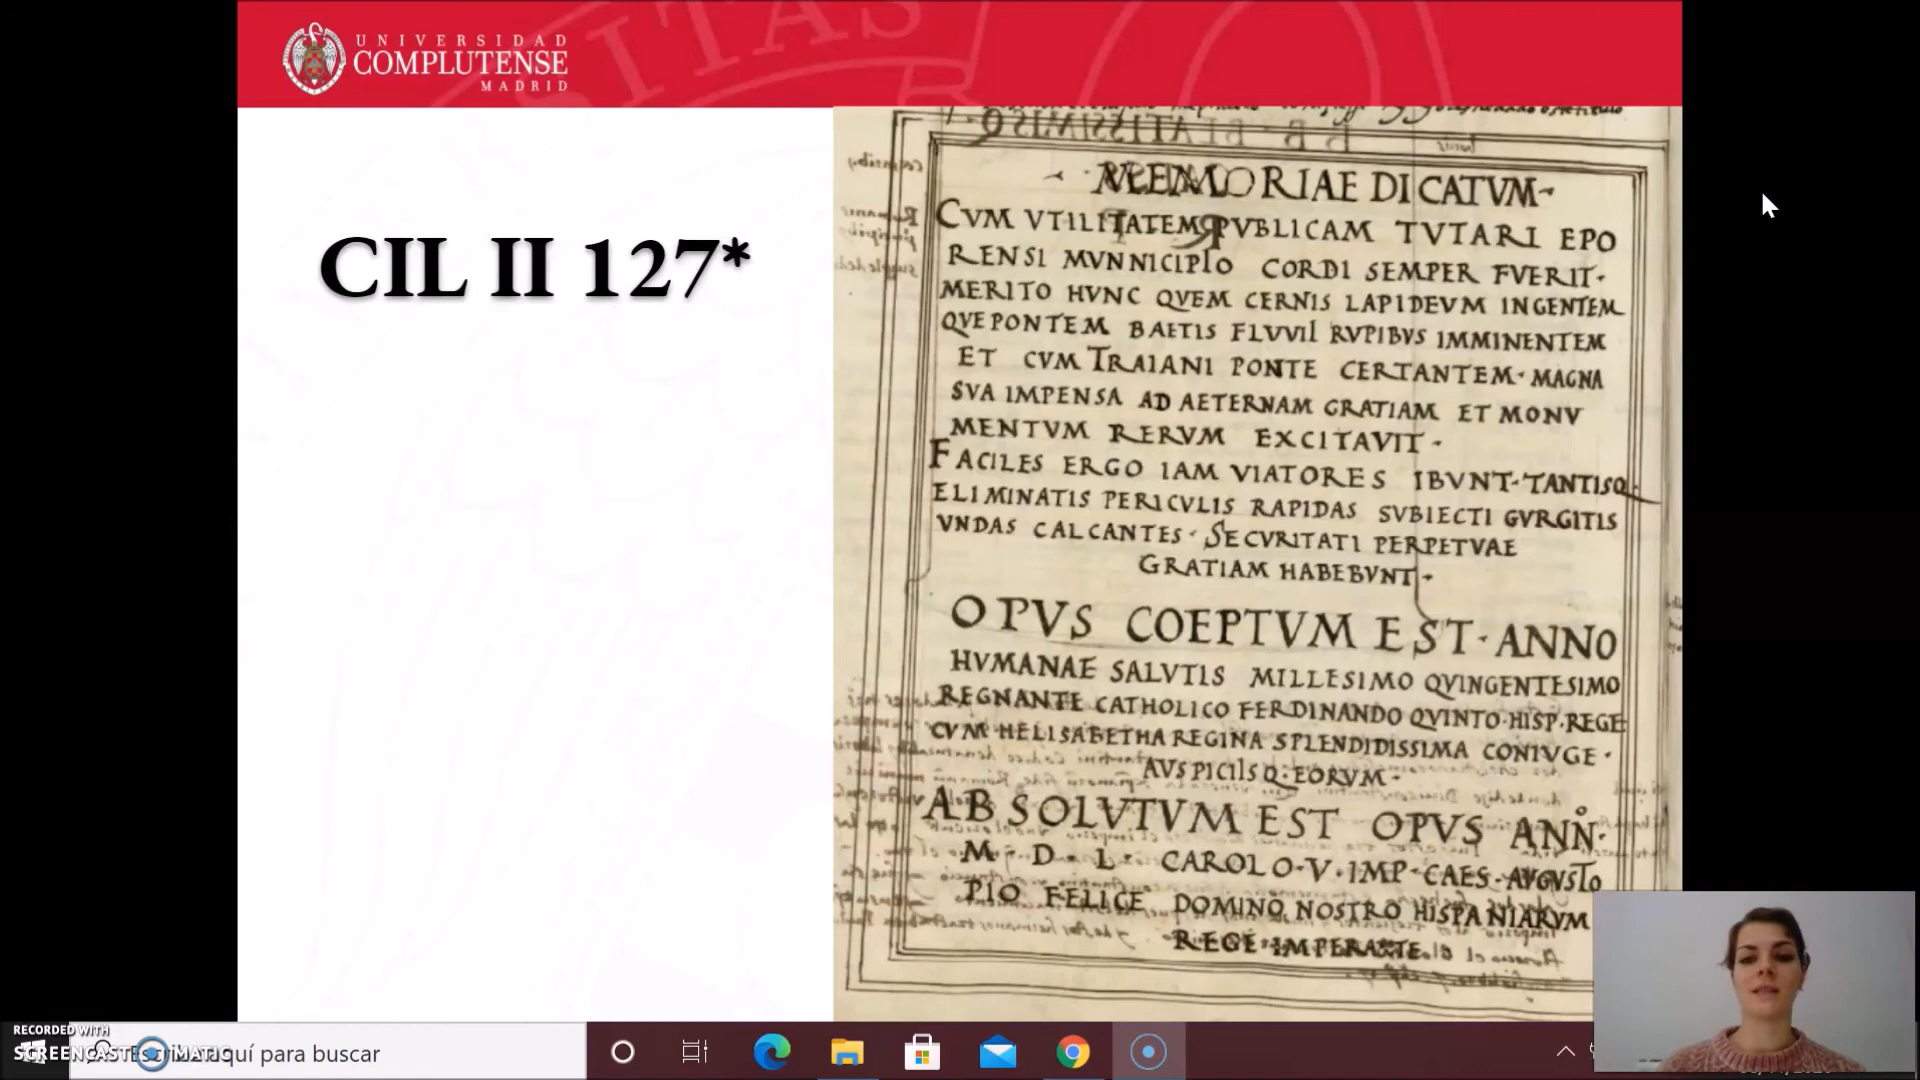 UNIVERSIDAD
COMPLUTENSE
MADRID
CIL II 127*
MEMORIAE DICATVM·
CVM VTILITATEM PVBLICAM TVTARI EPO
RENSI MVNNICIPIO CORDI SEMPER FVERIT·
MERITO HVNC QVEM CERNIS LAPIDEVM INGENTEM
QVE PONTEM BAETIS FLVVII RVPIBVS IMMINENTEM
ET CVM TRAIANI PONTE CERTANTEM· MAGNA
SVA IMPENSA AD AETERNAM GRATIAM ET MONV
MENTVM RERVM EXCITAVIT·
FACILES ERGO IAM VIATORES IBVNT· TANTISQ
ELIMINATIS PERICVLIS RAPIDAS SVBIECTI GVRGITIS
VNDAS CALCANTES· SECVRITATI PERPETVAE
GRATIAM HABEBVNT·
OPVS COEPTVM EST· ANNO
HVMANAE SALVTIS MILLESIMO QVINGENTESIMO
REGNANTE CATHOLICO FERDINANDO QVINTO·HISP·REGE
CVM HELISABETHA REGINA SPLENDIDISSIMA CONIVGE·
AVSPICIISQ·EORVM·
ABSOLVTVM EST OPVS ANN·
M·D·L· CAROLO·V·IMP·CAES·AVGVSTO
PIO FELICE DOMINO NOSTRO HISPANIARVM
REGE IMPERANTE
RECORDED WITH
SCREENCAST-O-MATIC
aquí para buscar